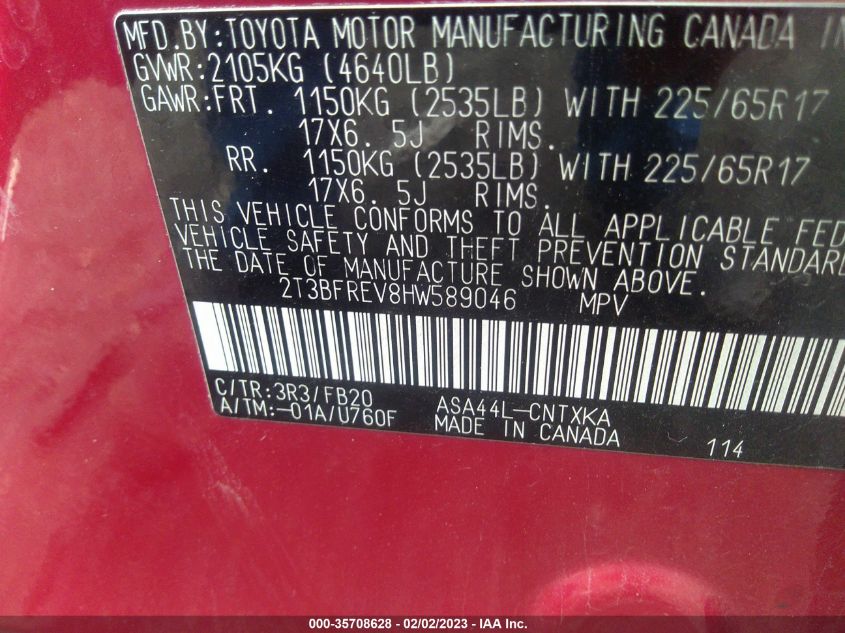 MFD.BY:TOYOTA MOTOR MANUFACTURING CANADA
GVWR:2105KG (4640LB)
GAWR:FRT. 1150KG (2535LB) WITH 225/65R17
17X6. 5J RIMS.
RR. 1150KG (2535LB) WITH 225/65R17
17X6. 5J RIMS.
THIS VEHICLE CONFORMS TO ALL APPLICABLE FED
VEHICLE SAFETY AND THEFT PREVENTION STANDARD
THE DATE OF MANUFACTURE SHOWN ABOVE.
2T3BFREV8HW589046 MPV
C/TR:3R3/FB20 ASA44L-CNTXKA
A/TM:-01A/U760F MADE IN CANADA
114
000-35708628 - 02/02/2023 - IAA Inc.